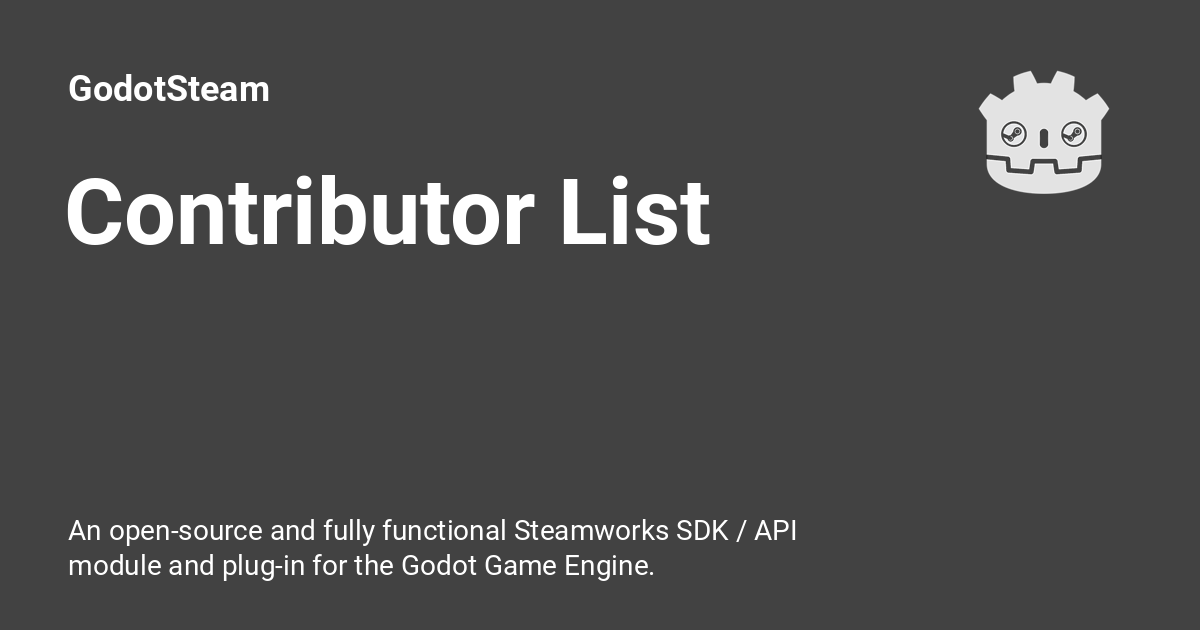 GodotSteam
Contributor List
An open-source and fully functional Steamworks SDK / API
module and plug-in for the Godot Game Engine.